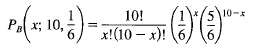 P_B(x; 10, 1/6) = 10!/(x!(10 − x)!) (1/6)^x (5/6)^{10−x}